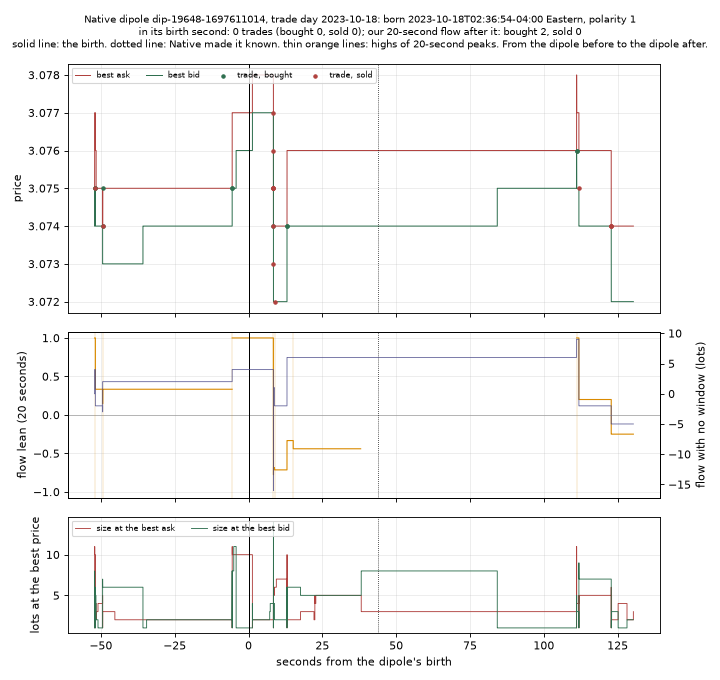 Native dipole dip-19648-1697611014, trade day 2023-10-18: born 2023-10-18T02:36:54-04:00 Eastern, polarity 1
in its birth second: 0 trades (bought 0, sold 0); our 20-second flow after it: bought 2, sold 0
solid line: the birth. dotted line: Native made it known. thin orange lines: highs of 20-second peaks. From the dipole before to the dipole after.
best ask best bid trade, bought trade, sold
3.078
3.077
3.076
3.075
3.074
3.073
3.072
price
1.0
0.5
0.0
−0.5
−1.0
flow lean (20 seconds)
10
5
0
−5
−10
−15
flow with no window (lots)
size at the best ask size at the best bid
10
5
lots at the best price
−50 −25 0 25 50 75 100 125
seconds from the dipole's birth